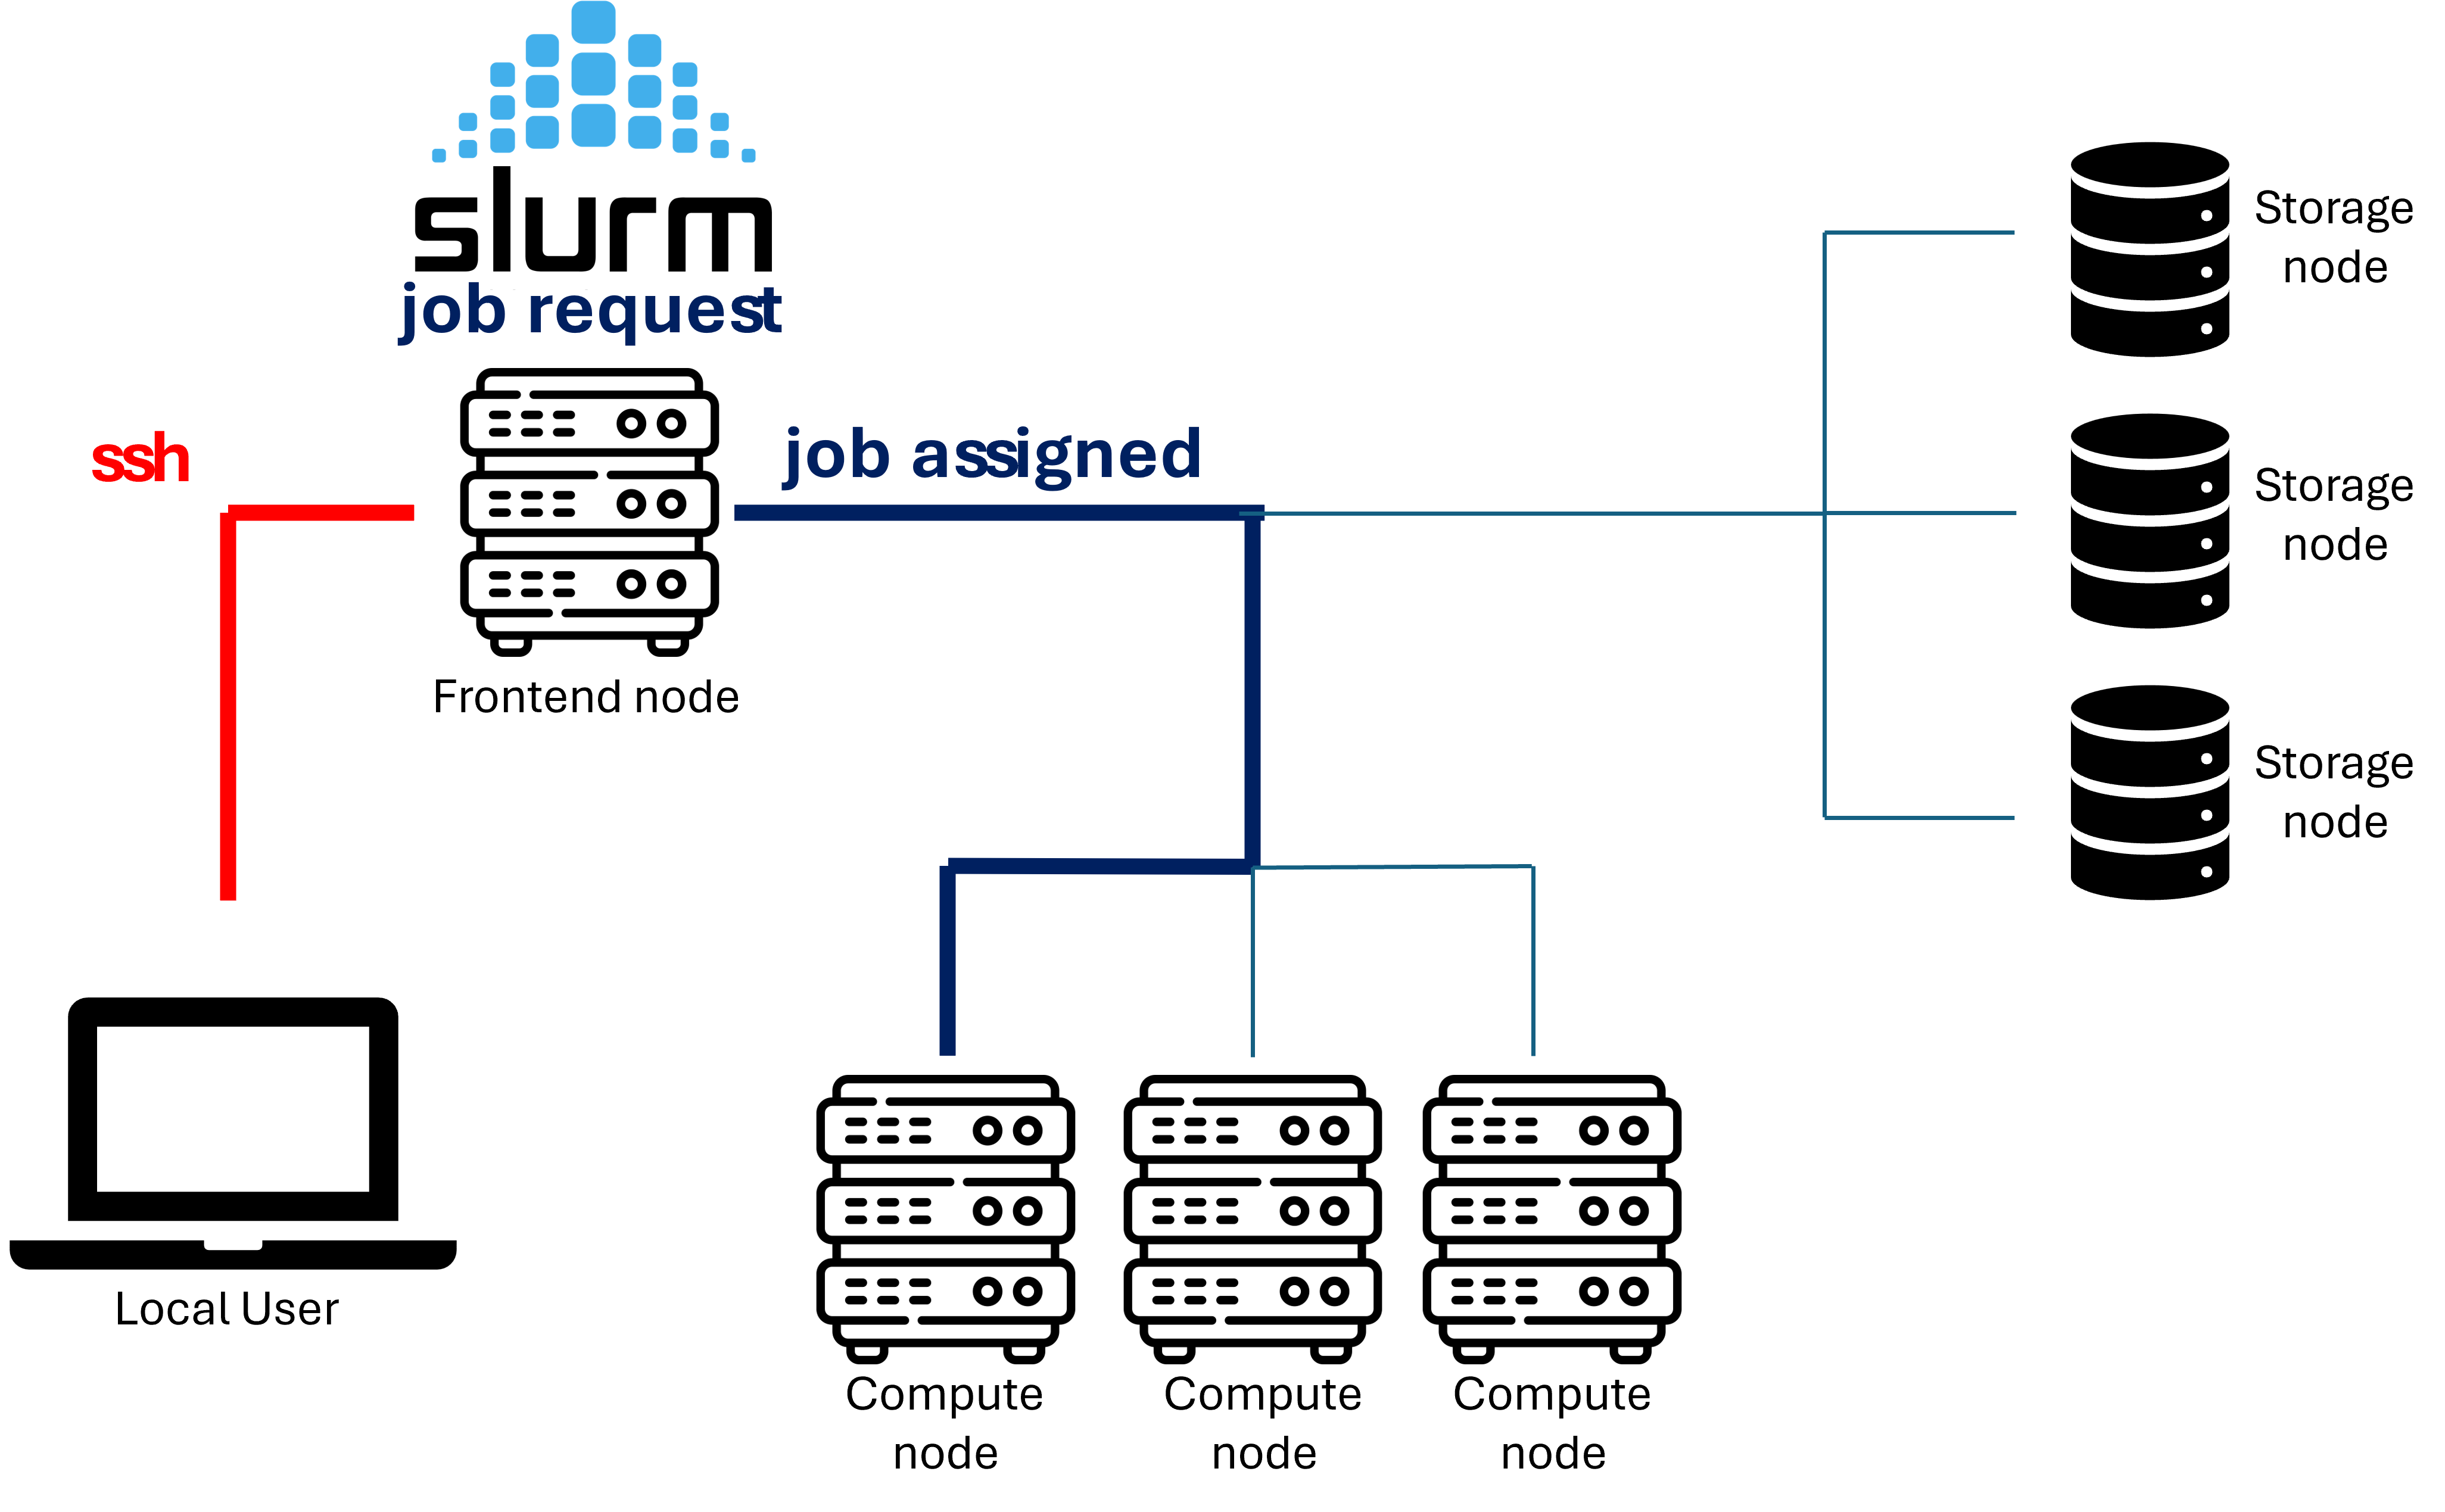 slurm
job request
ssh
job assigned
Frontend node
Storage
node
Storage
node
Storage
node
Local User
Compute
node
Compute
node
Compute
node